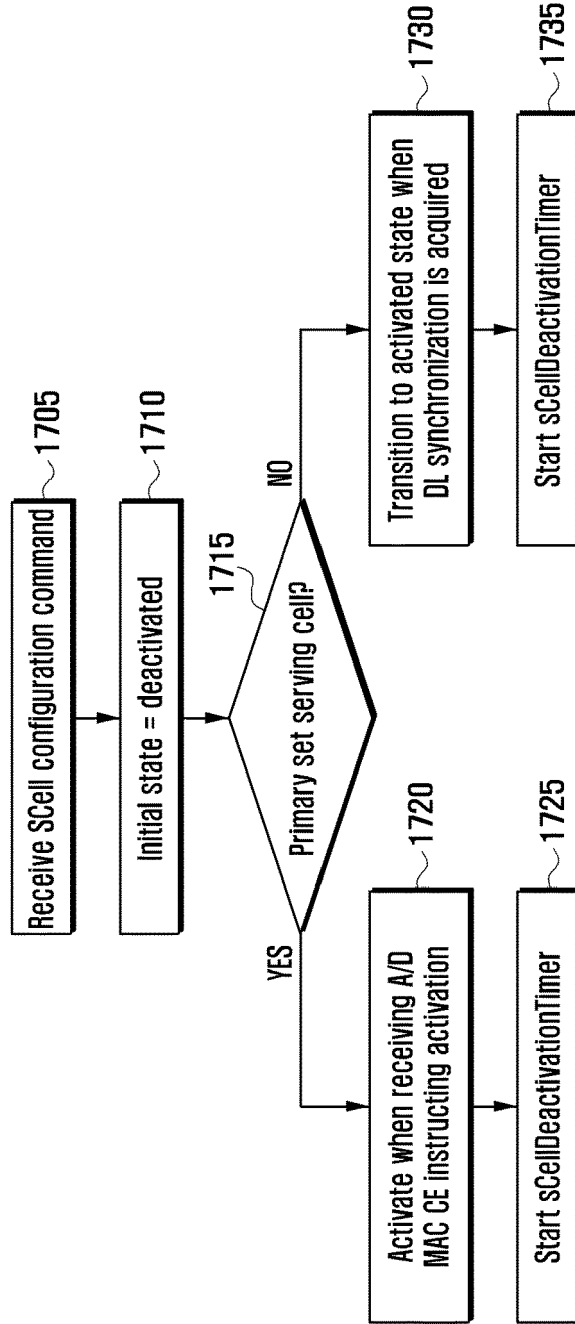 Receive SCell configuration command
1705
Initial state = deactivated
1710
Primary set serving cell?
1715
YES
NO
Activate when receiving A/D
MAC CE instructing activation
1720
Start sCellDeactivationTimer
1725
Transition to activated state when
DL synchronization is acquired
1730
Start sCellDeactivationTimer
1735